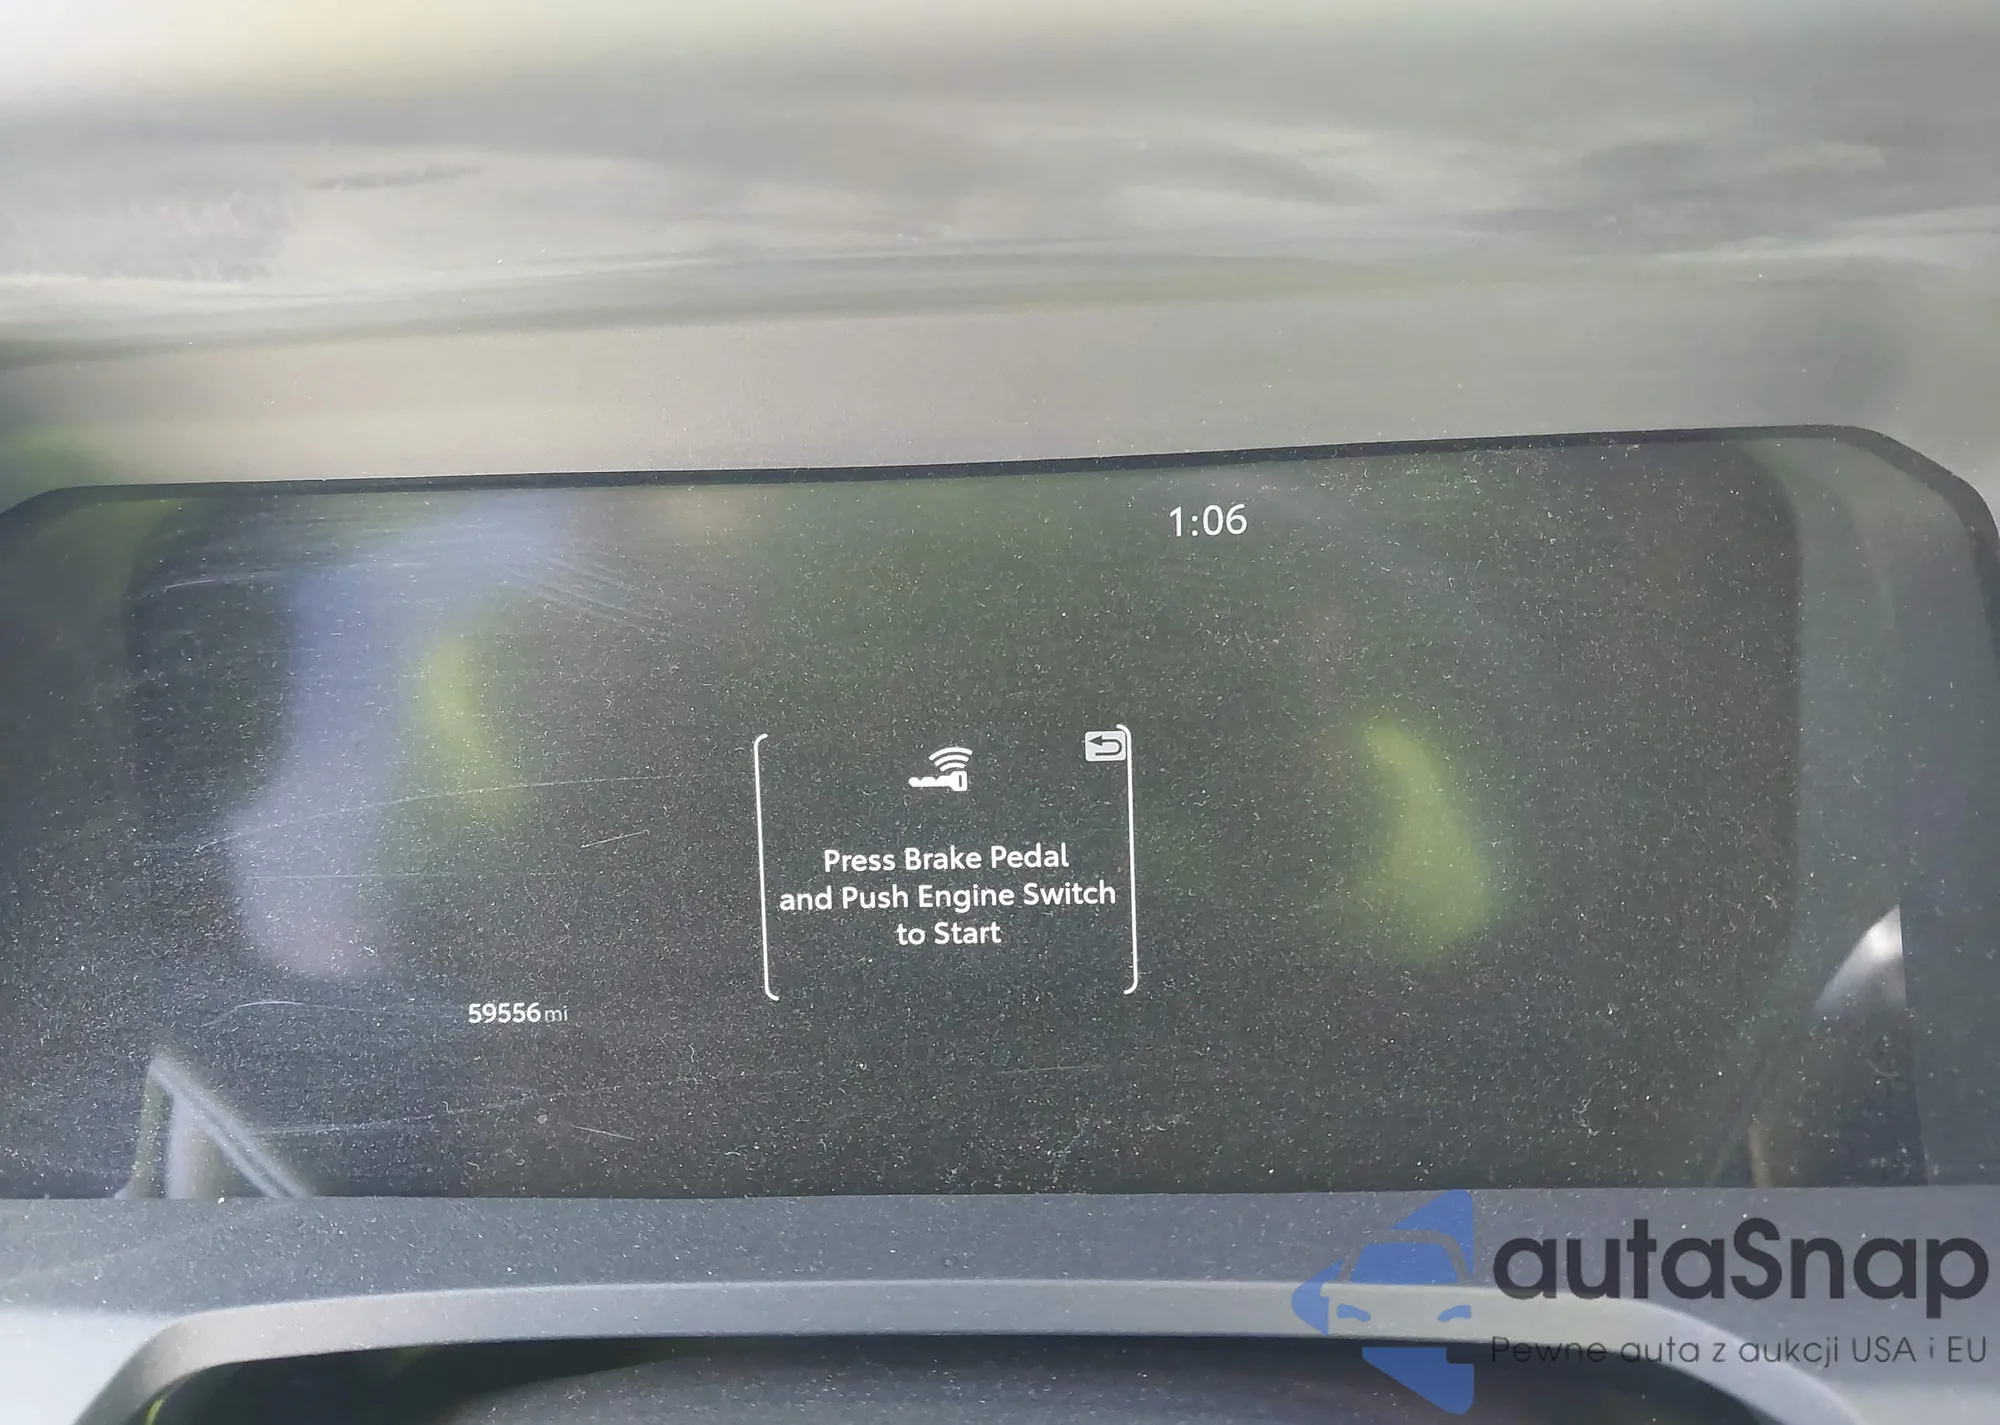 1:06
Press Brake Pedal
and Push Engine Switch
to Start
59556 mi
autaSnap
Pewne auta z aukcji USA i EU